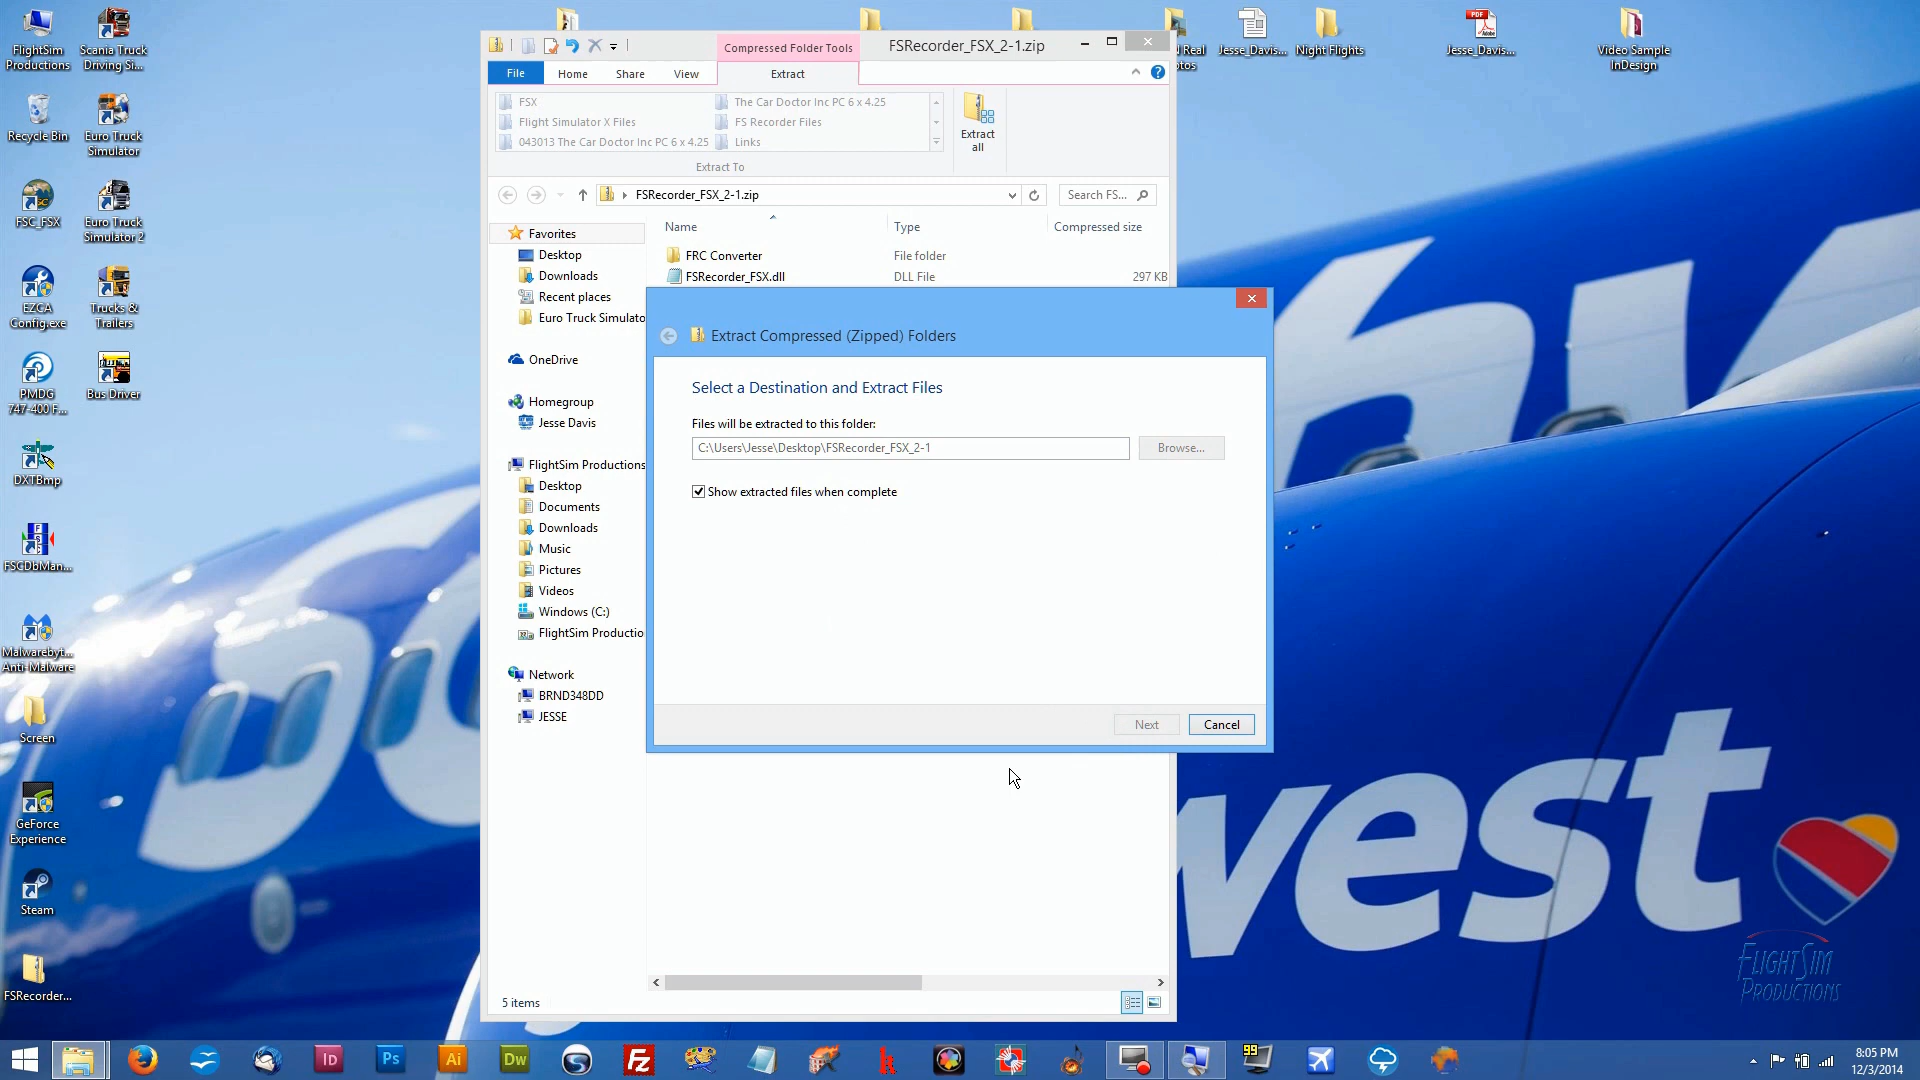 FlightSim
Productions
Scania Truck
Driving Si...
Recycle Bin
Euro Truck
Simulator
FSC_FSX
Euro Truck
Simulator 2
EZCA
Config.exe
Trucks &
Trailers
PMDG
747-400 F...
Bus Driver
DXTBmp
FSCDbMan...
Malwarebyt...
Anti-Malware
Screen
GeForce
Experience
Steam
FSRecorder...
Compressed Folder Tools
FSRecorder_FSX_2-1.zip
File
Home
Share
View
Extract
FSX
The Car Doctor Inc PC 6 x 4.25
Flight Simulator X Files
FS Recorder Files
043013 The Car Doctor Inc PC 6 x 4.25
Links
Extract
all
Extract To
FSRecorder_FSX_2-1.zip
Search FS...
Name
Type
Compressed size
FRC Converter
File folder
FSRecorder_FSX.dll
DLL File
297 KB
Favorites
Desktop
Downloads
Recent places
Euro Truck Simulato
OneDrive
Homegroup
Jesse Davis
FlightSim Productions
Desktop
Documents
Downloads
Music
Pictures
Videos
Windows (C:)
FlightSim Productio
Network
BRND348DD
JESSE
5 items
Extract Compressed (Zipped) Folders
Select a Destination and Extract Files
Files will be extracted to this folder:
C:\Users\Jesse\Desktop\FSRecorder_FSX_2-1
Browse...
Show extracted files when complete
Next
Cancel
Real
Jesse_Davis...
Night Flights
PDF
Jesse_Davis...
Video Sample
InDesign
west
FLIGHTSIM
PRODUCTIONS
Id
Ps
Ai
Dw
Fz
k
99
8:05 PM
12/3/2014